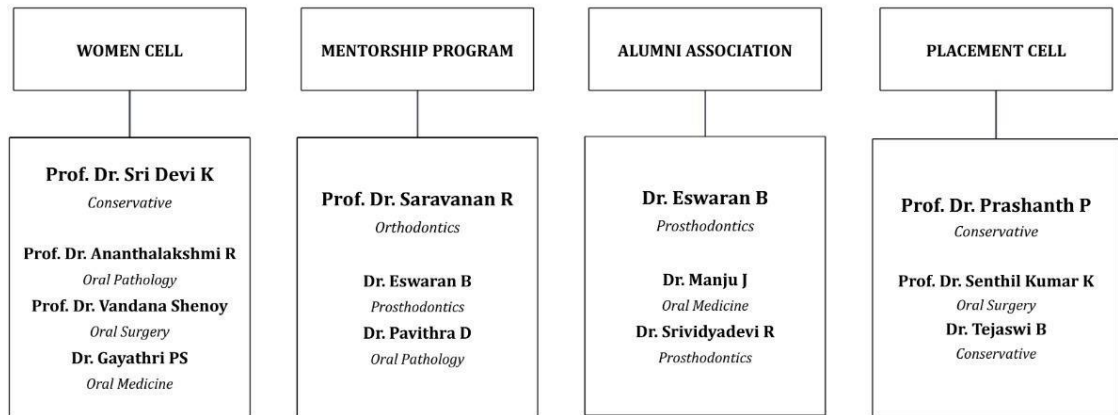 WOMEN CELL
Prof. Dr. Sri Devi K
Conservative
Prof. Dr. Ananthalakshmi R
Oral Pathology
Prof. Dr. Vandana Shenoy
Oral Surgery
Dr. Gayathri PS
Oral Medicine
MENTORSHIP PROGRAM
Prof. Dr. Saravanan R
Orthodontics
Dr. Eswaran B
Prosthodontics
Dr. Pavithra D
Oral Pathology
ALUMNI ASSOCIATION
Dr. Eswaran B
Prosthodontics
Dr. Manju J
Oral Medicine
Dr. Srividyadevi R
Prosthodontics
PLACEMENT CELL
Prof. Dr. Prashanth P
Conservative
Prof. Dr. Senthil Kumar K
Oral Surgery
Dr. Tejaswi B
Conservative